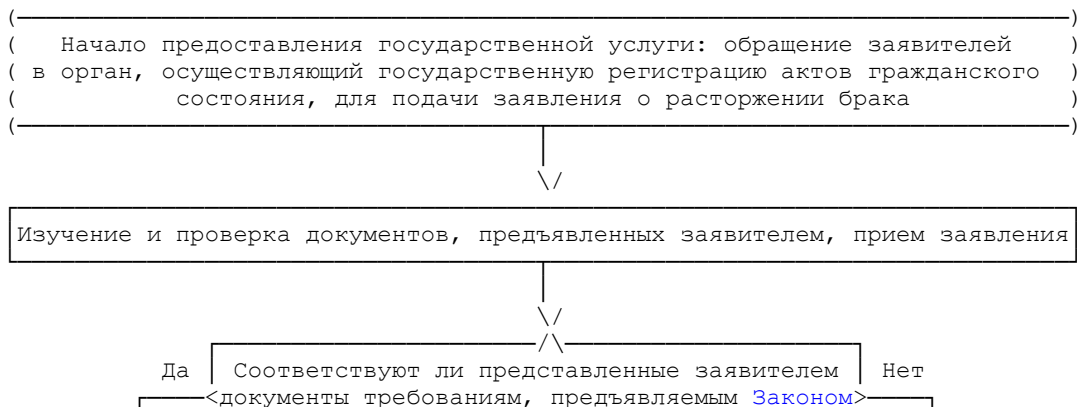 Начало предоставления государственной услуги: обращение заявителей
в орган, осуществляющий государственную регистрацию актов гражданского
состояния, для подачи заявления о расторжении брака
Изучение и проверка документов, предъявленных заявителем, прием заявления
Да Соответствуют ли представленные заявителем Нет
документы требованиям, предъявляемым Законом